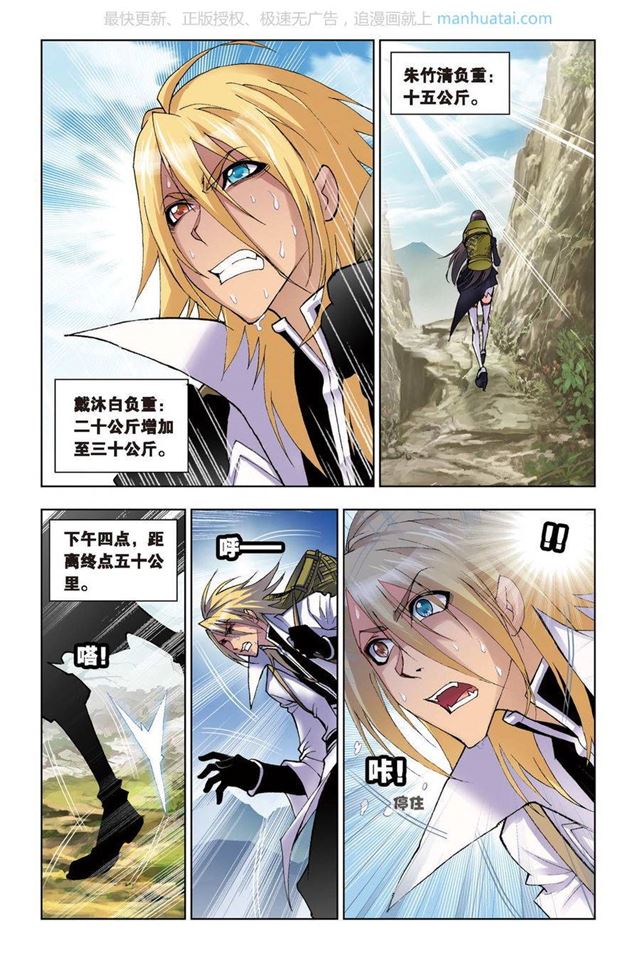 最快更新、正版授权、极速无广告，追漫画就上 manhuatai.com
戴沐白负重：
二十公斤增加
至三十公斤。
朱竹清负重：
十五公斤。
下午四点，距
离终点五十公
里。
嗒！
呼——
！！
咔！
停住